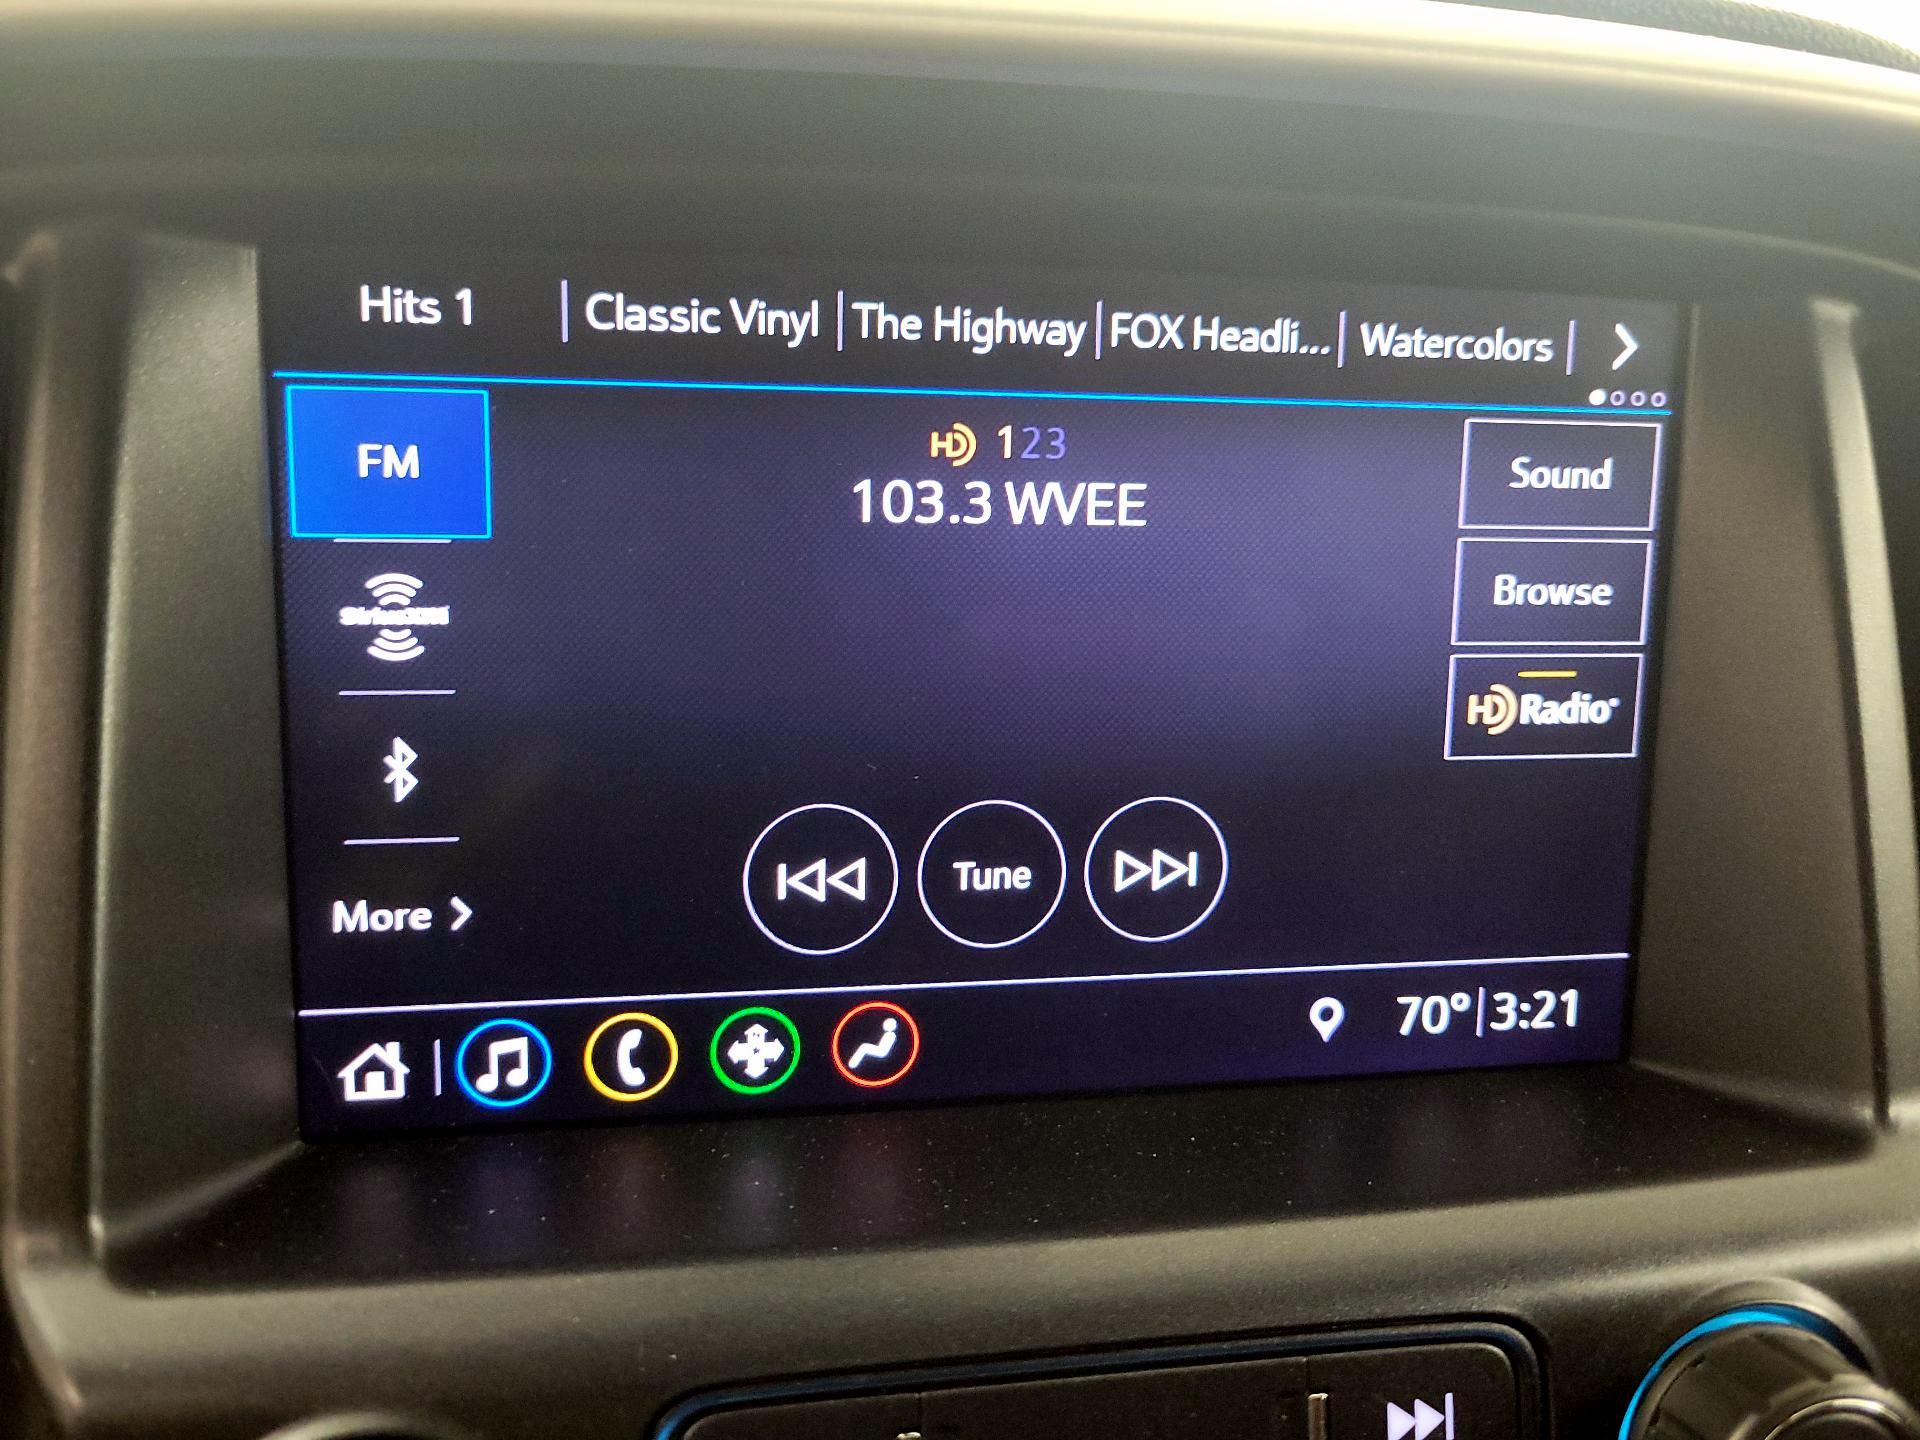 Hits 1 Classic Vinyl The Highway FOX Headli... Watercolors
FM
HD 123
103.3 WVEE
Sound
SiriusXM
Browse
HD Radio
More
Tune
70° 3:21